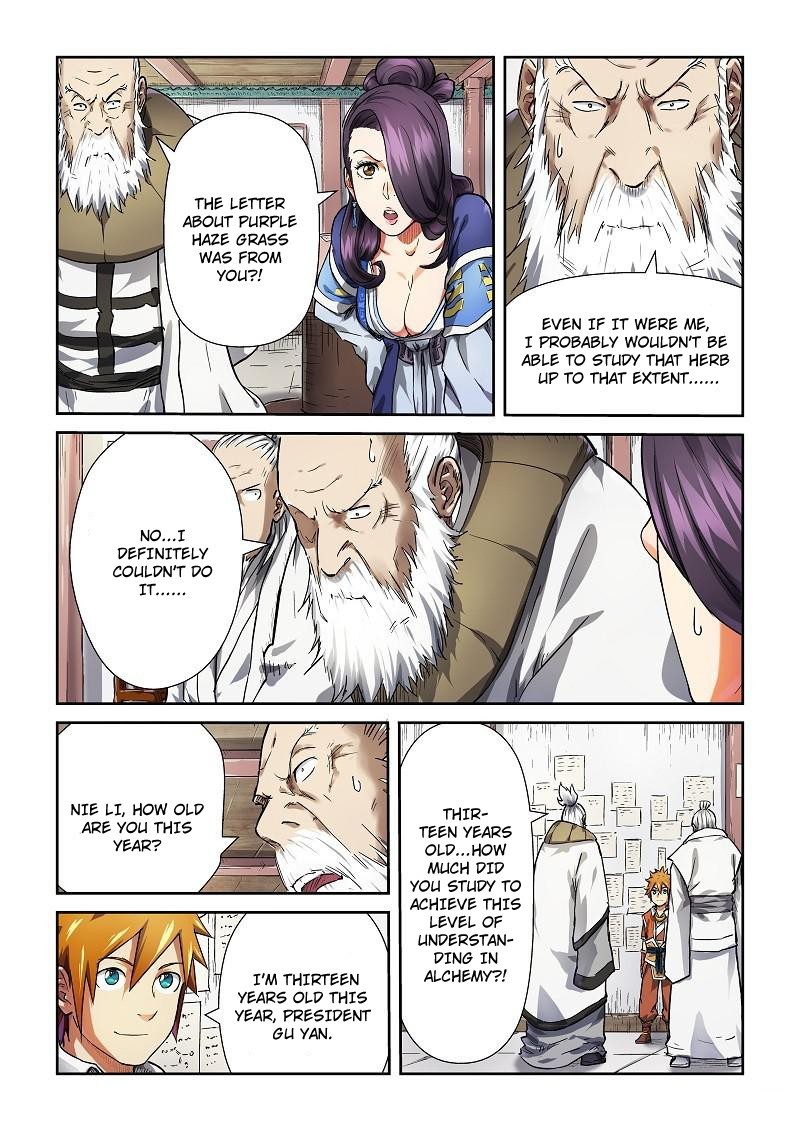 THE LETTER
ABOUT PURPLE
HAZE GRASS
WAS FROM
YOU?!
EVEN IF IT WERE ME,
I PROBABLY WOULDN'T BE
ABLE TO STUDY THAT HERB
UP TO THAT EXTENT......
NO...I
DEFINITELY
COULDN'T DO
IT......
NIE LI, HOW OLD
ARE YOU THIS
YEAR?
I'M THIRTEEN
YEARS OLD THIS
YEAR, PRESIDENT
GU YAN.
THIR-
TEEN YEARS
OLD...HOW
MUCH DID
YOU STUDY TO
ACHIEVE THIS
LEVEL OF
UNDERSTAN-
DING IN
ALCHEMY?!